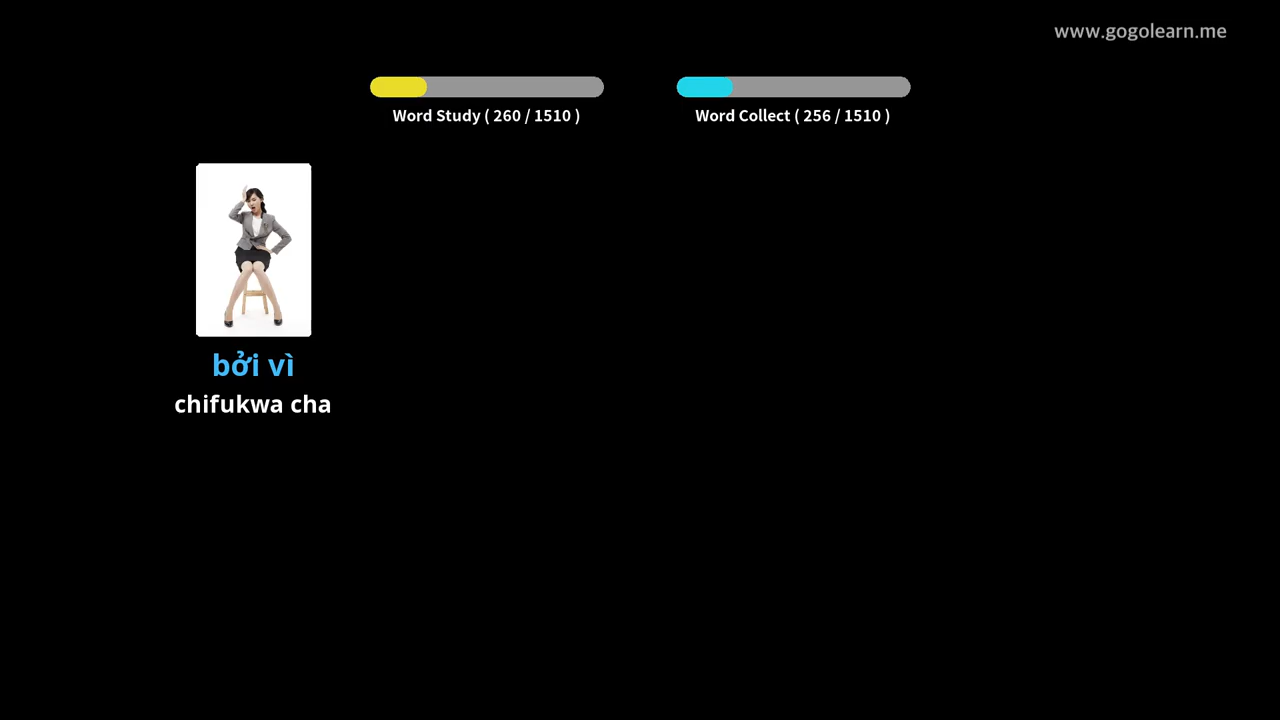 www.gogolearn.me
Word Study ( 260 / 1510 )
Word Collect ( 256 / 1510 )
bởi vì
chifukwa cha